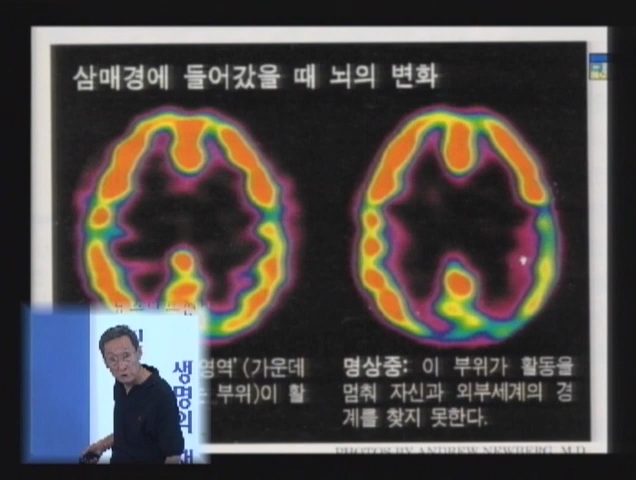 삼매경에 들어갔을 때 뇌의 변화
영역' (가운데
부위)이 활
명상중: 이 부위가 활동을
멈춰 자신과 외부세계의 경
계를 찾지 못한다.
PHOTOS BY ANDREW NEWBERG, M.D.
생명의